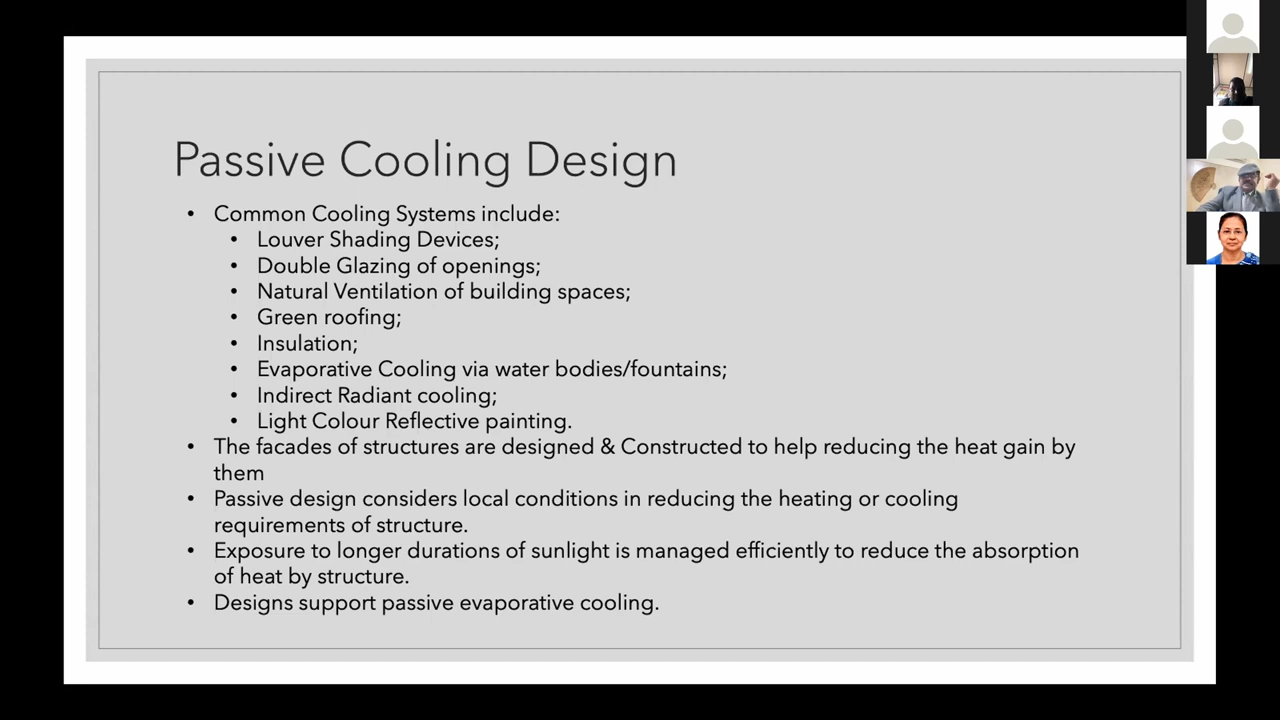 Passive Cooling Design
• Common Cooling Systems include:
• Louver Shading Devices;
• Double Glazing of openings;
• Natural Ventilation of building spaces;
• Green roofing;
• Insulation;
• Evaporative Cooling via water bodies/fountains;
• Indirect Radiant cooling;
• Light Colour Reflective painting.
• The facades of structures are designed & Constructed to help reducing the heat gain by
them
• Passive design considers local conditions in reducing the heating or cooling
requirements of structure.
• Exposure to longer durations of sunlight is managed efficiently to reduce the absorption
of heat by structure.
• Designs support passive evaporative cooling.